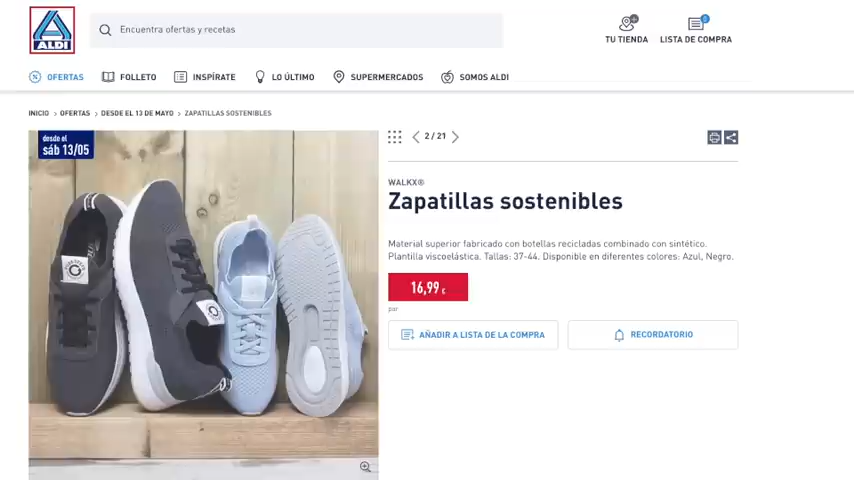 ALDI
Encuentra ofertas y recetas
TU TIENDA
LISTA DE COMPRA
OFERTAS
FOLLETO
INSPÍRATE
LO ÚLTIMO
SUPERMERCADOS
SOMOS ALDI
INICIO > OFERTAS > DESDE EL 13 DE MAYO > ZAPATILLAS SOSTENIBLES
desde el
sáb 13/05
2 / 21
WALKX®
Zapatillas sostenibles
Material superior fabricado con botellas recicladas combinado con sintético.
Plantilla viscoelástica. Tallas: 37-44. Disponible en diferentes colores: Azul, Negro.
16,99 €
par
AÑADIR A LISTA DE LA COMPRA
RECORDATORIO